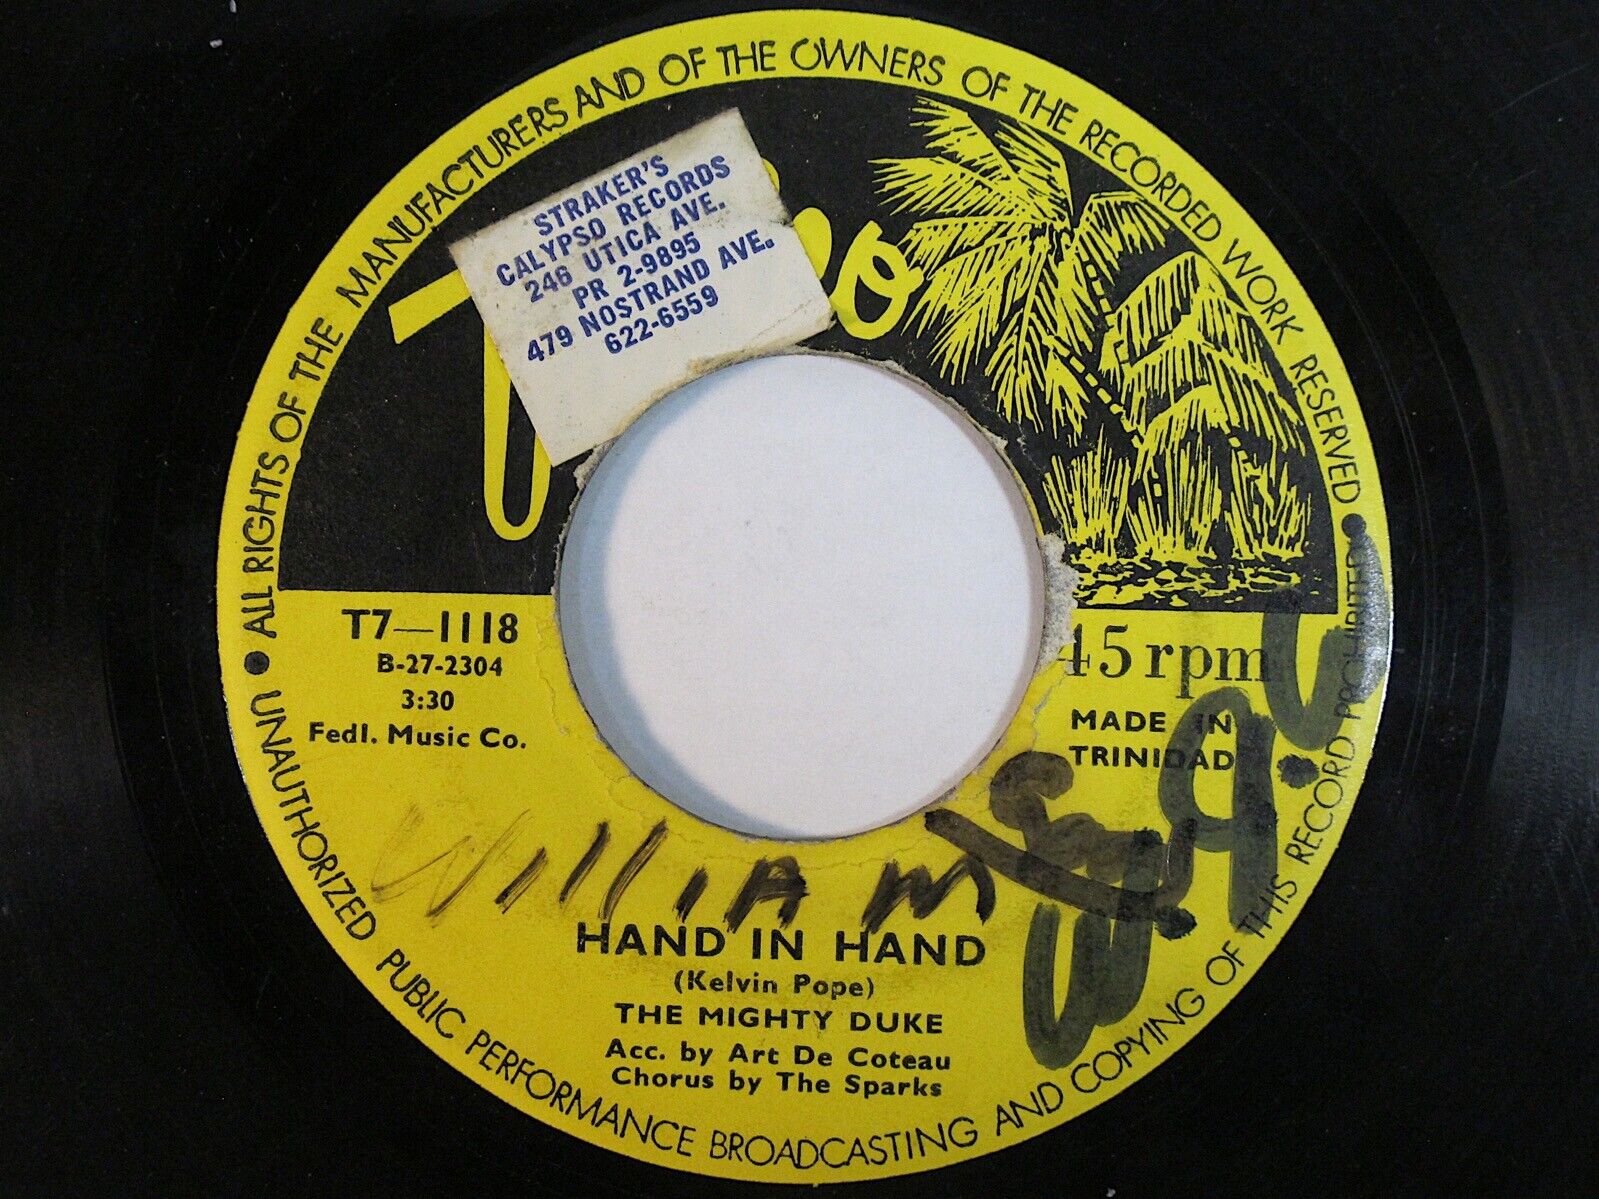 ALL RIGHTS OF THE MANUFACTURERS AND OF THE OWNERS OF THE RECORDED WORK RESERVED
STRAKER'S
CALYPSO RECORDS
246 UTICA AVE.
PR 2-9895
479 NOSTRAND AVE.
622-6559
T7—1118
B-27-2304
3:30
Fedl. Music Co.
45 rpm
MADE IN
TRINIDAD
WILLIAM
HAND IN HAND
(Kelvin Pope)
THE MIGHTY DUKE
Acc. by Art De Coteau
Chorus by The Sparks
UNAUTHORIZED PUBLIC PERFORMANCE BROADCASTING AND COPYING OF THIS RECORD PROHIBITED